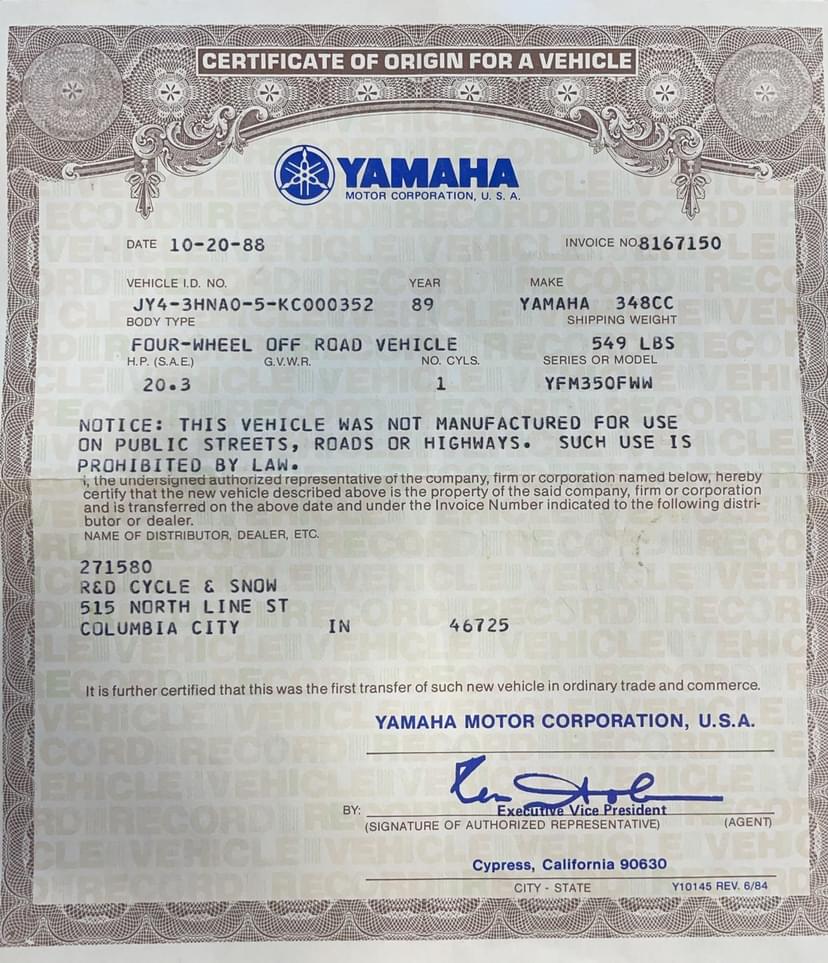 CERTIFICATE OF ORIGIN FOR A VEHICLE
YAMAHA
MOTOR CORPORATION, U. S. A.
DATE 10-20-88 INVOICE NO. 8167150
VEHICLE I.D. NO. YEAR MAKE
JY4-3HNA0-5-KC000352 89 YAMAHA 348CC
BODY TYPE SHIPPING WEIGHT
FOUR-WHEEL OFF ROAD VEHICLE 549 LBS
H.P. (S.A.E.) G.V.W.R. NO. CYLS. SERIES OR MODEL
20.3 1 YFM350FWW
NOTICE: THIS VEHICLE WAS NOT MANUFACTURED FOR USE
ON PUBLIC STREETS, ROADS OR HIGHWAYS. SUCH USE IS
PROHIBITED BY LAW.
I, the undersigned authorized representative of the company, firm or corporation named below, hereby
certify that the new vehicle described above is the property of the said company, firm or corporation
and is transferred on the above date and under the Invoice Number indicated to the following distri-
butor or dealer.
NAME OF DISTRIBUTOR, DEALER, ETC.
271580
R&D CYCLE & SNOW
515 NORTH LINE ST
COLUMBIA CITY IN 46725
It is further certified that this was the first transfer of such new vehicle in ordinary trade and commerce.
YAMAHA MOTOR CORPORATION, U.S.A.
BY: Executive Vice President
(SIGNATURE OF AUTHORIZED REPRESENTATIVE) (AGENT)
Cypress, California 90630
CITY - STATE Y10145 REV. 6/84